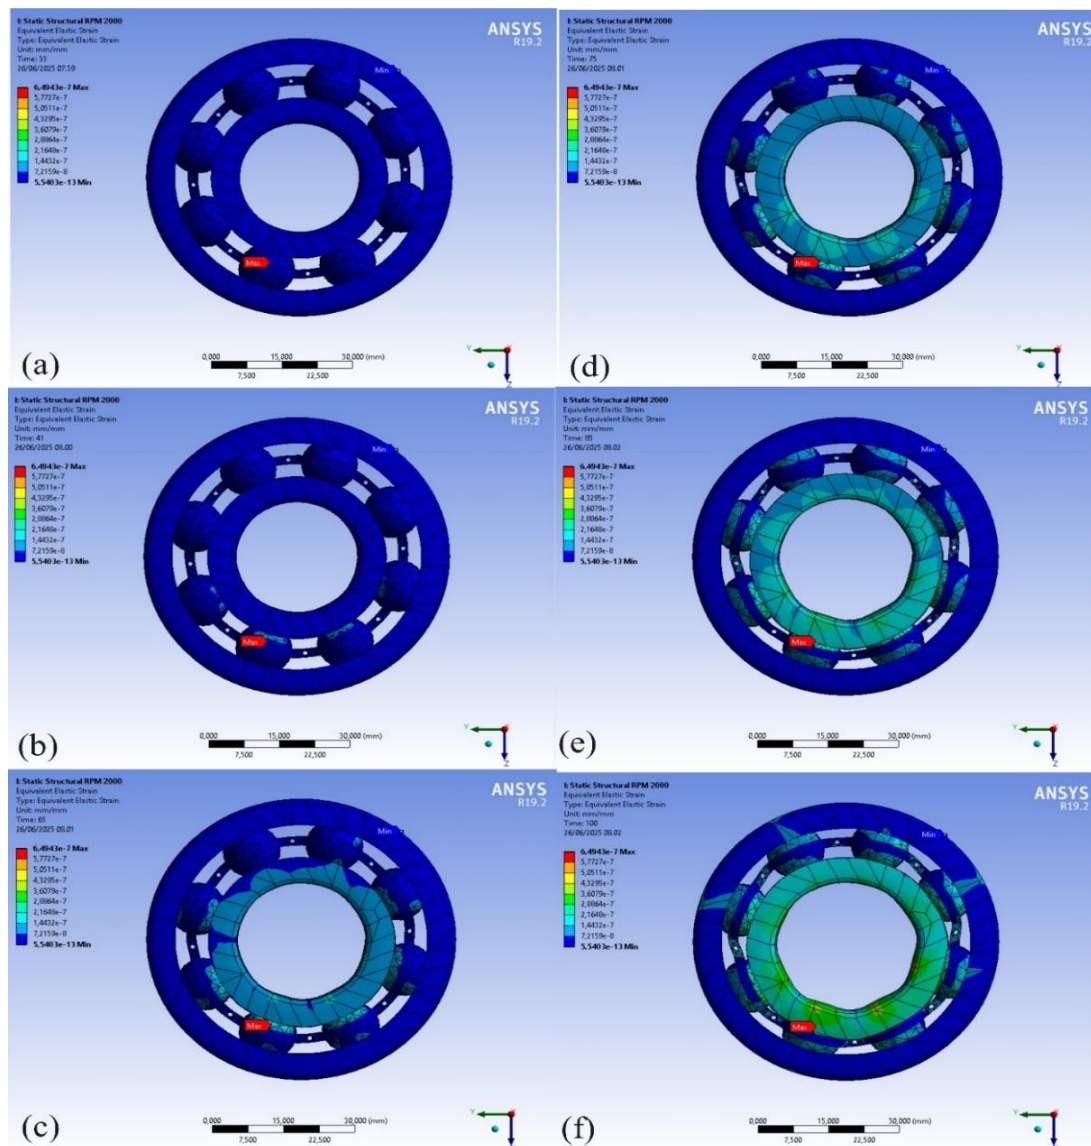 I: Static Structural RPM 2000
Equivalent Elastic Strain
Type: Equivalent Elastic Strain
Unit: mm/mm
Time: 33
26/06/2025 07.59
6,4943e-7 Max
5,7727e-7
5,0511e-7
4,3295e-7
3,6079e-7
2,8864e-7
2,1648e-7
1,4432e-7
7,2159e-8
5,5403e-13 Min
ANSYS
R19.2
Min
Max
0,000 15,000 30,000 (mm)
7,500 22,500
Y X Z
(a)
I: Static Structural RPM 2000
Equivalent Elastic Strain
Type: Equivalent Elastic Strain
Unit: mm/mm
Time: 41
26/06/2025 08.00
6,4943e-7 Max
5,7727e-7
5,0511e-7
4,3295e-7
3,6079e-7
2,8864e-7
2,1648e-7
1,4432e-7
7,2159e-8
5,5403e-13 Min
ANSYS
R19.2
Min
Max
0,000 15,000 30,000 (mm)
7,500 22,500
Y X Z
(b)
I: Static Structural RPM 2000
Equivalent Elastic Strain
Type: Equivalent Elastic Strain
Unit: mm/mm
Time: 65
26/06/2025 08.01
6,4943e-7 Max
5,7727e-7
5,0511e-7
4,3295e-7
3,6079e-7
2,8864e-7
2,1648e-7
1,4432e-7
7,2159e-8
5,5403e-13 Min
ANSYS
R19.2
Min
Max
0,000 15,000 30,000 (mm)
7,500 22,500
Y X Z
(c)
I: Static Structural RPM 2000
Equivalent Elastic Strain
Type: Equivalent Elastic Strain
Unit: mm/mm
Time: 75
26/06/2025 08.01
6,4943e-7 Max
5,7727e-7
5,0511e-7
4,3295e-7
3,6079e-7
2,8864e-7
2,1648e-7
1,4432e-7
7,2159e-8
5,5403e-13 Min
ANSYS
R19.2
Min
Max
0,000 15,000 30,000 (mm)
7,500 22,500
Y X Z
(d)
I: Static Structural RPM 2000
Equivalent Elastic Strain
Type: Equivalent Elastic Strain
Unit: mm/mm
Time: 85
26/06/2025 08.02
6,4943e-7 Max
5,7727e-7
5,0511e-7
4,3295e-7
3,6079e-7
2,8864e-7
2,1648e-7
1,4432e-7
7,2159e-8
5,5403e-13 Min
ANSYS
R19.2
Min
Max
0,000 15,000 30,000 (mm)
7,500 22,500
Y X Z
(e)
I: Static Structural RPM 2000
Equivalent Elastic Strain
Type: Equivalent Elastic Strain
Unit: mm/mm
Time: 100
26/06/2025 08.02
6,4943e-7 Max
5,7727e-7
5,0511e-7
4,3295e-7
3,6079e-7
2,8864e-7
2,1648e-7
1,4432e-7
7,2159e-8
5,5403e-13 Min
ANSYS
R19.2
Min
Max
0,000 15,000 30,000 (mm)
7,500 22,500
Y X Z
(f)